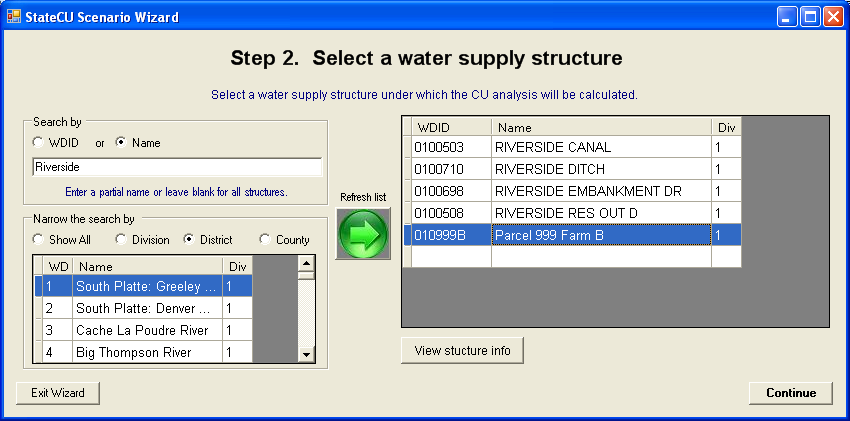 StateCU Scenario Wizard
Step 2. Select a water supply structure
Select a water supply structure under which the CU analysis will be calculated.
Search by
WDID or Name
Riverside
Enter a partial name or leave blank for all structures.
Narrow the search by
Show All Division District County
WD Name Div
1 South Platte: Greeley ... 1
2 South Platte: Denver ... 1
3 Cache La Poudre River 1
4 Big Thompson River 1
Exit Wizard
Refresh list
WDID Name Div
0100503 RIVERSIDE CANAL 1
0100710 RIVERSIDE DITCH 1
0100698 RIVERSIDE EMBANKMENT DR 1
0100508 RIVERSIDE RES OUT D 1
010999B Parcel 999 Farm B 1
View stucture info
Continue